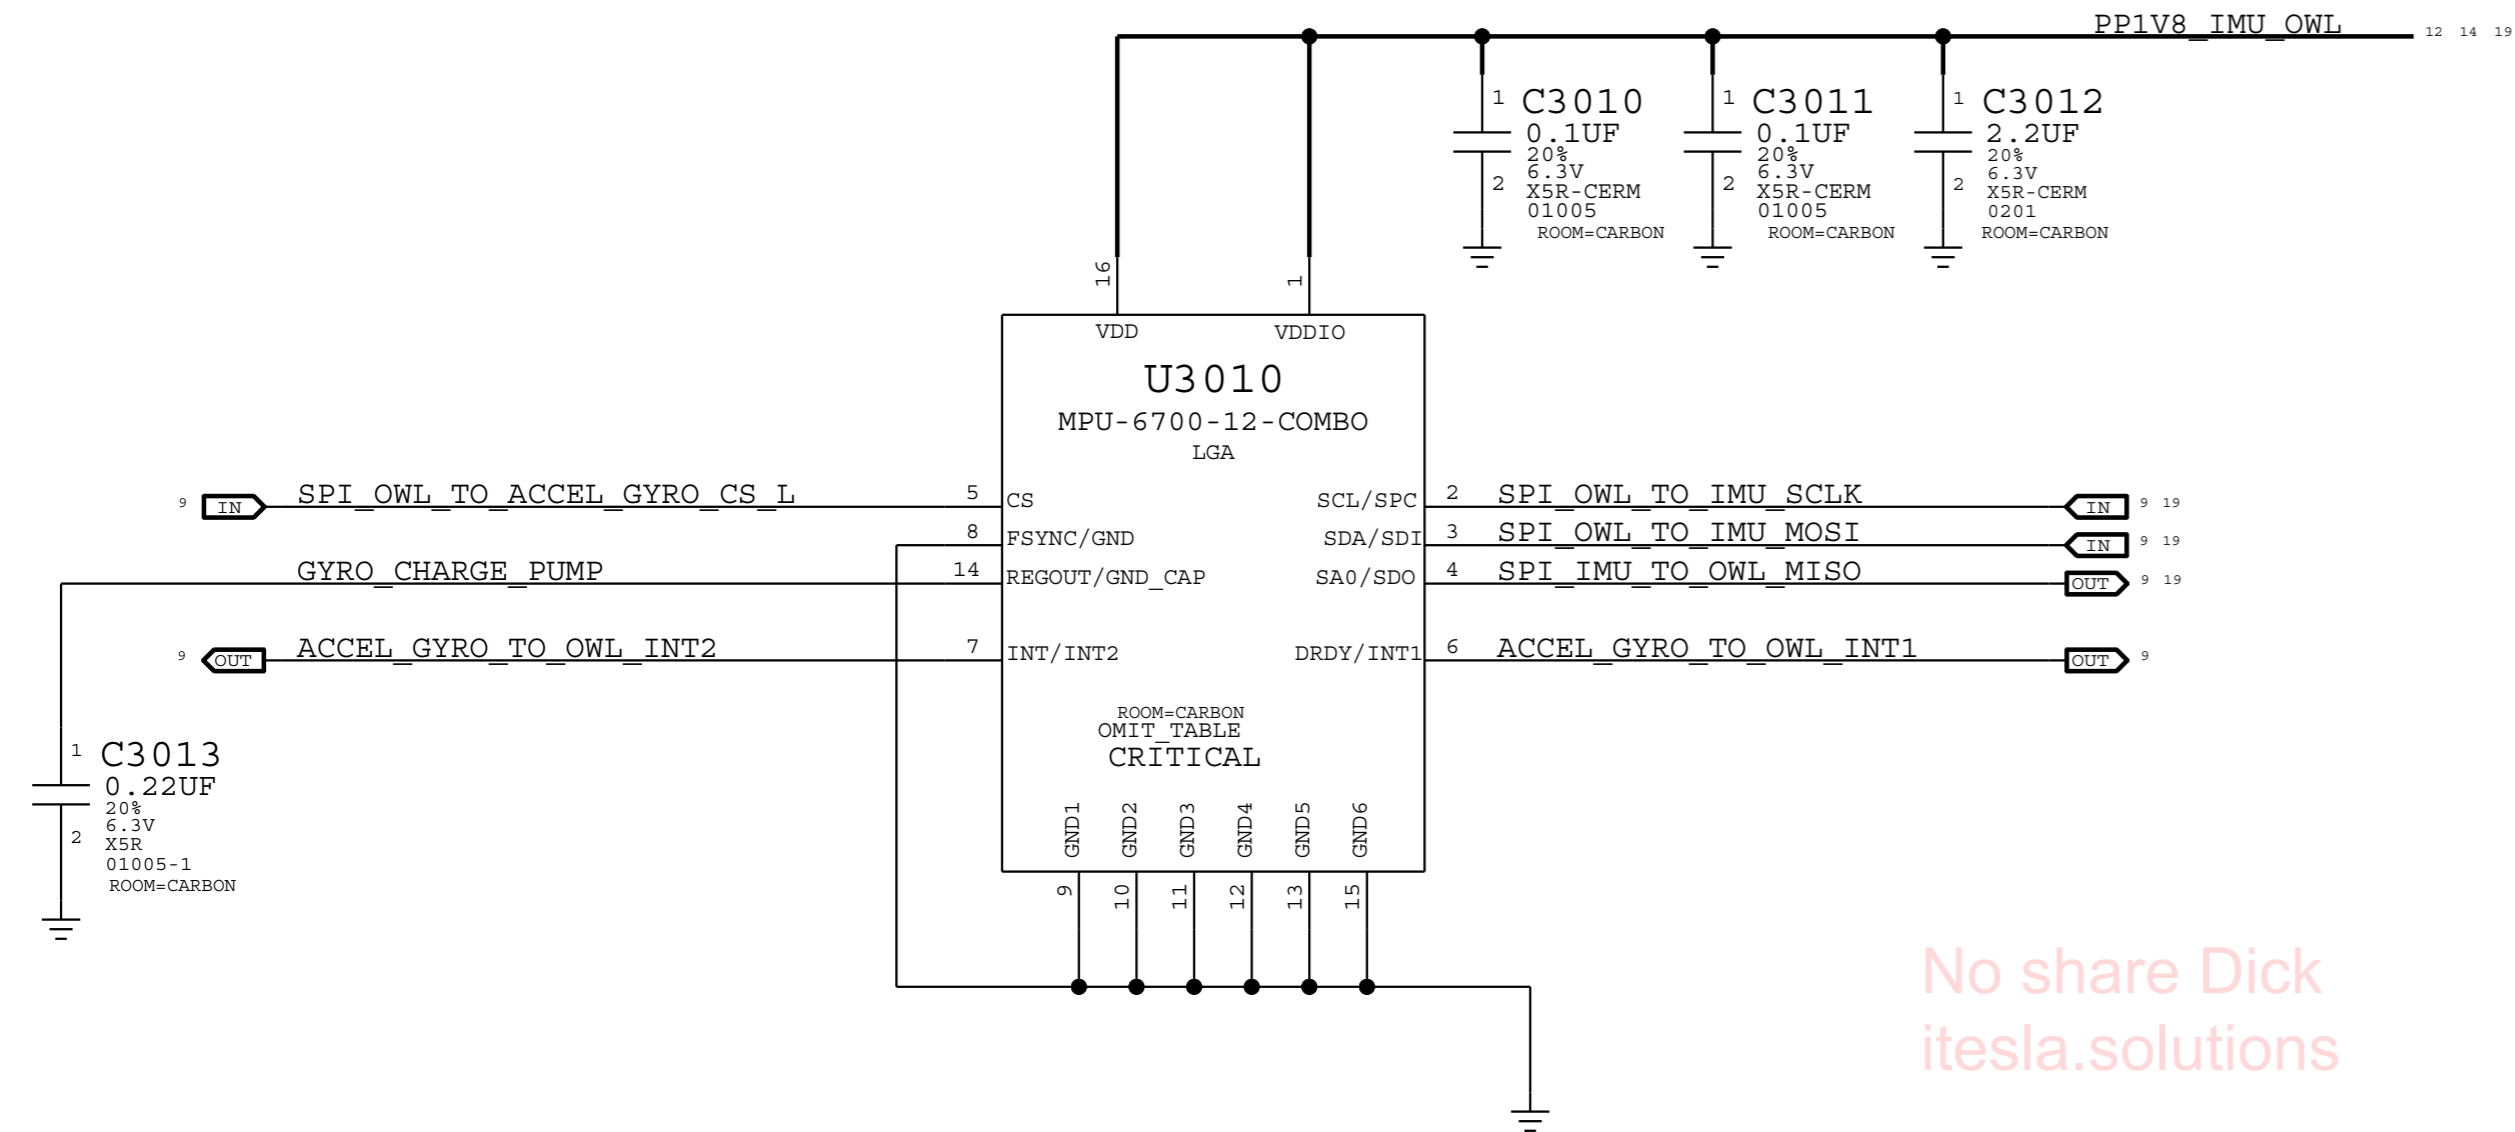 PP1V8_IMU_OWL 12 14 19
1 C3010
0.1UF
20%
6.3V
2 X5R-CERM
01005
ROOM=CARBON
1 C3011
0.1UF
20%
6.3V
2 X5R-CERM
01005
ROOM=CARBON
1 C3012
2.2UF
20%
6.3V
2 X5R-CERM
0201
ROOM=CARBON
16 1
VDD VDDIO
U3010
MPU-6700-12-COMBO
LGA
9 IN SPI_OWL_TO_ACCEL_GYRO_CS_L 5 CS
8 FSYNC/GND
GYRO_CHARGE_PUMP 14 REGOUT/GND_CAP
9 OUT ACCEL_GYRO_TO_OWL_INT2 7 INT/INT2
SCL/SPC 2 SPI_OWL_TO_IMU_SCLK IN 9 19
SDA/SDI 3 SPI_OWL_TO_IMU_MOSI IN 9 19
SA0/SDO 4 SPI_IMU_TO_OWL_MISO OUT 9 19
DRDY/INT1 6 ACCEL_GYRO_TO_OWL_INT1 OUT 9
ROOM=CARBON
OMIT_TABLE
CRITICAL
1 C3013
0.22UF
20%
6.3V
2 X5R
01005-1
ROOM=CARBON
GND1 GND2 GND3 GND4 GND5 GND6
9 10 11 12 13 15
No share Dick
itesla.solutions